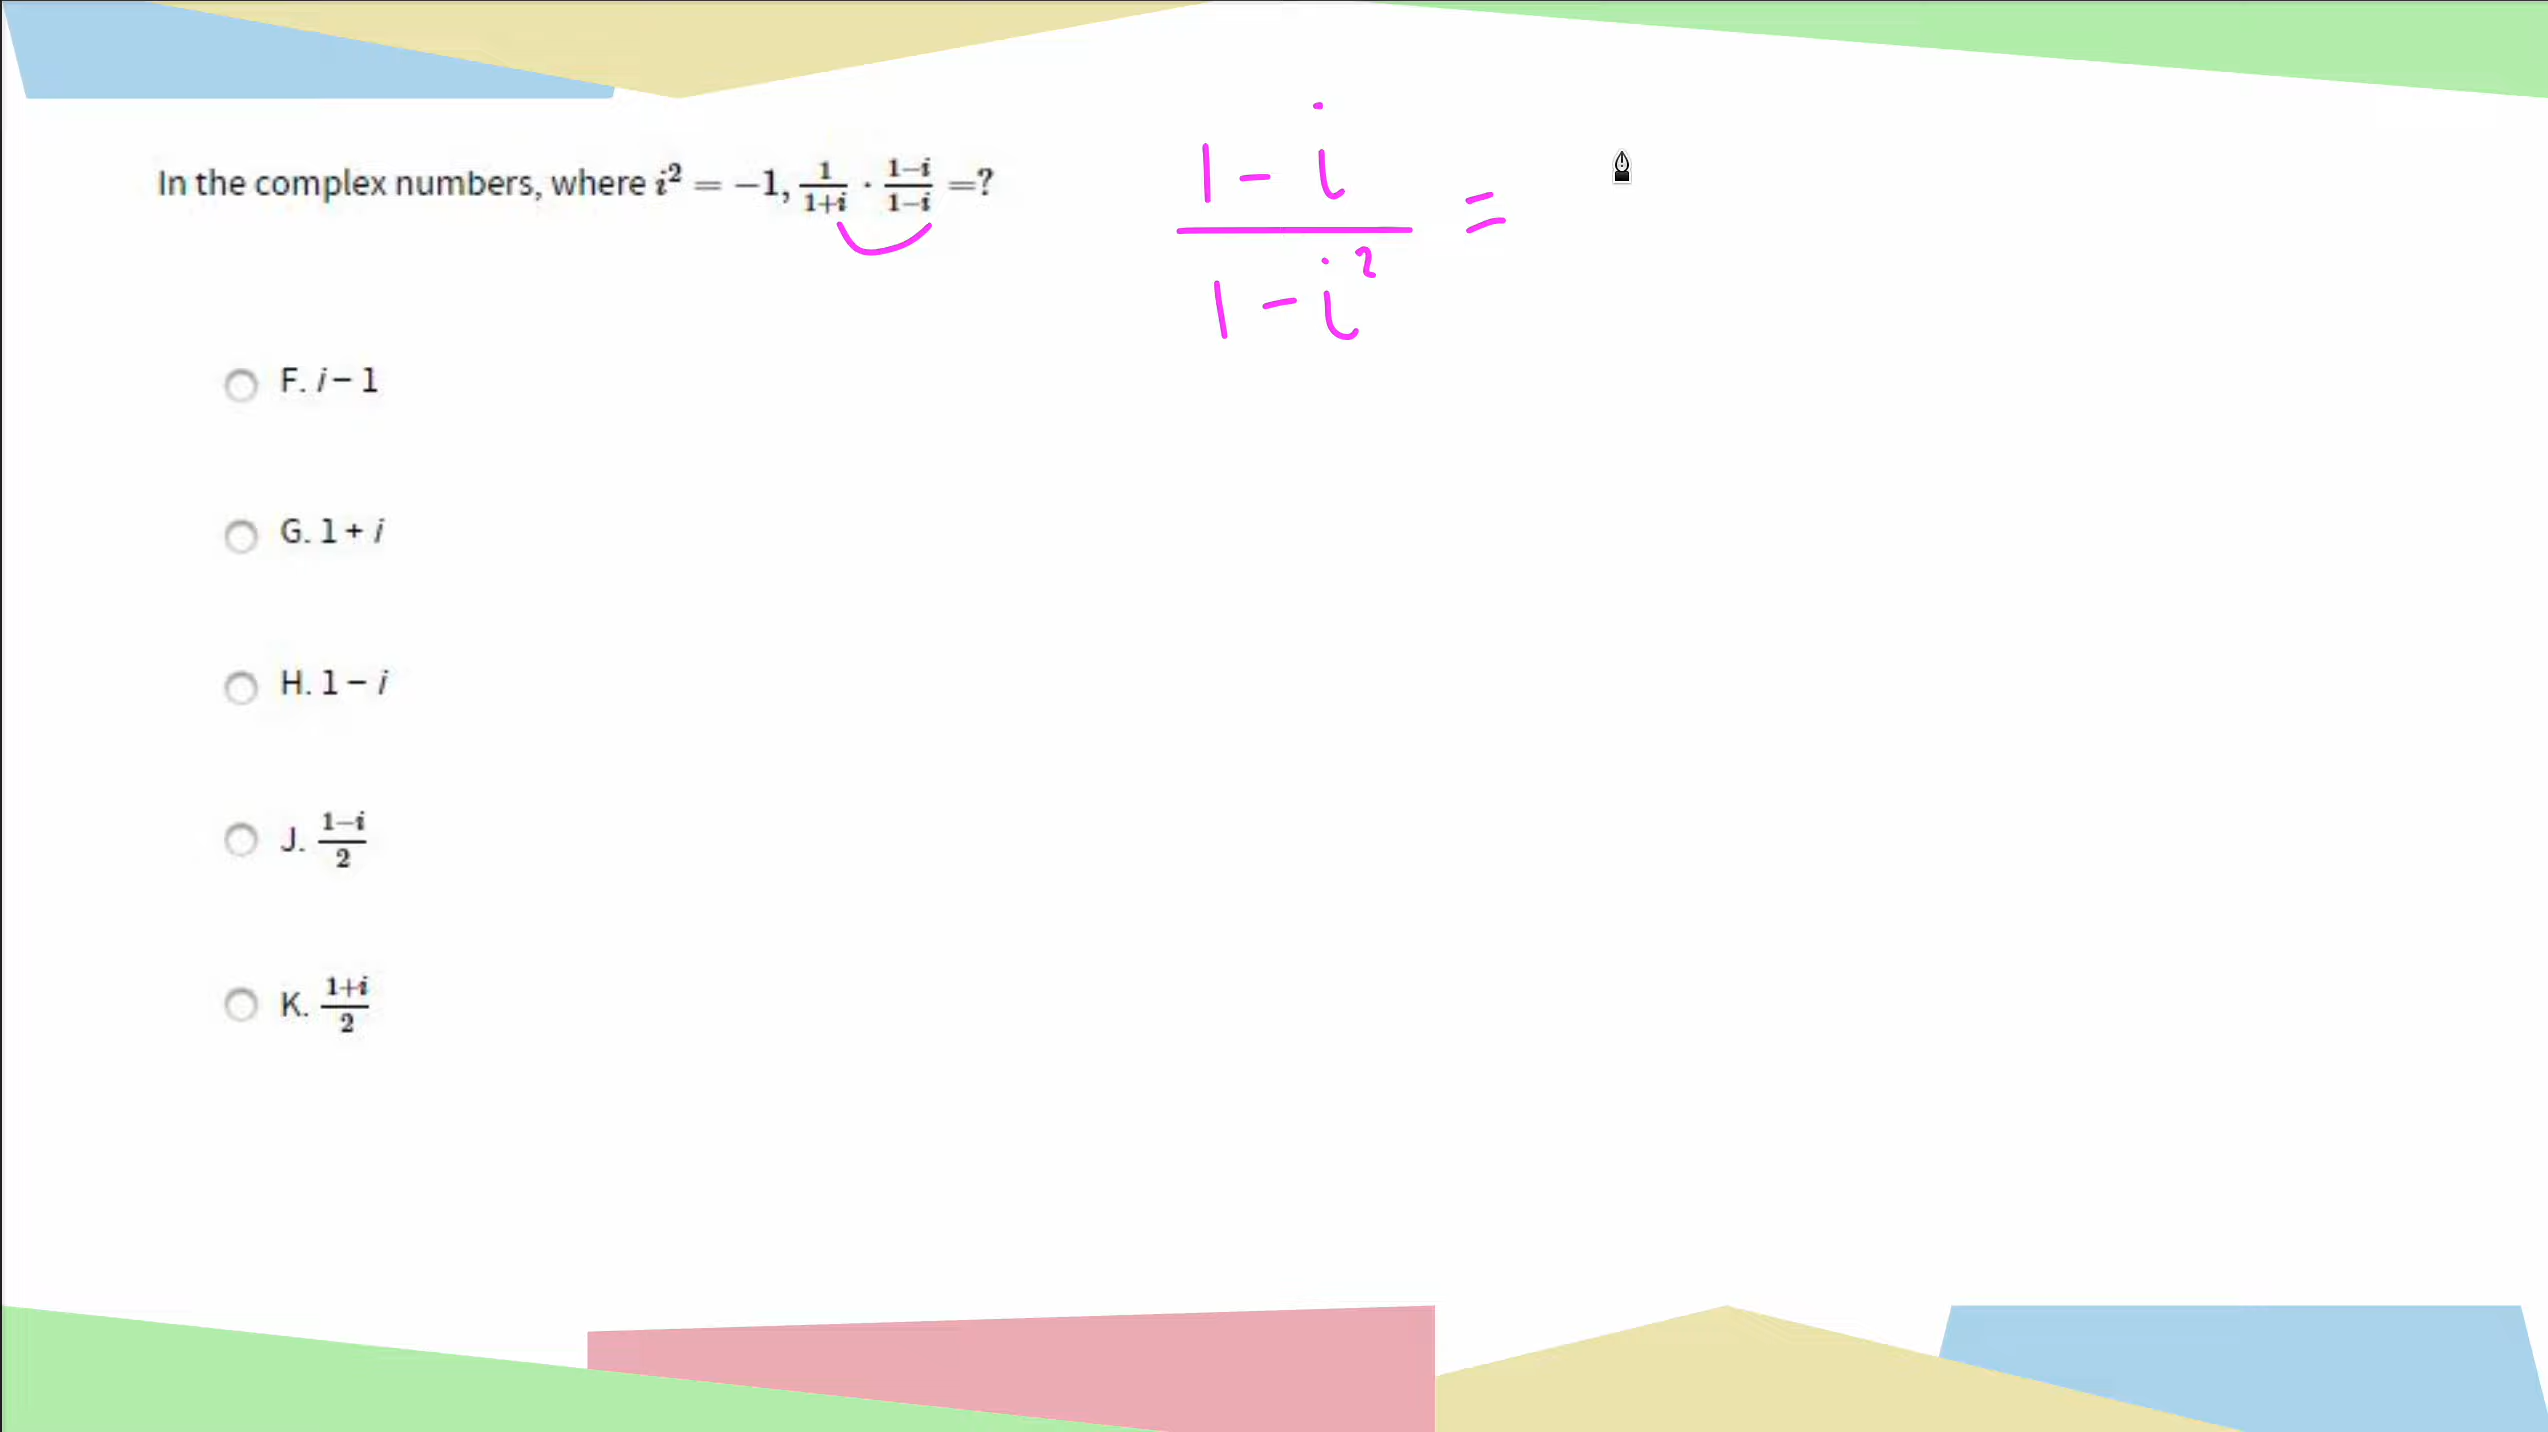 In the complex numbers, where i² = −1, 1/(1+i) · (1−i)/(1−i) =?
(1 - i)/(1 - i²) =
F. i − 1
G. 1 + i
H. 1 − i
J. (1−i)/2
K. (1+i)/2